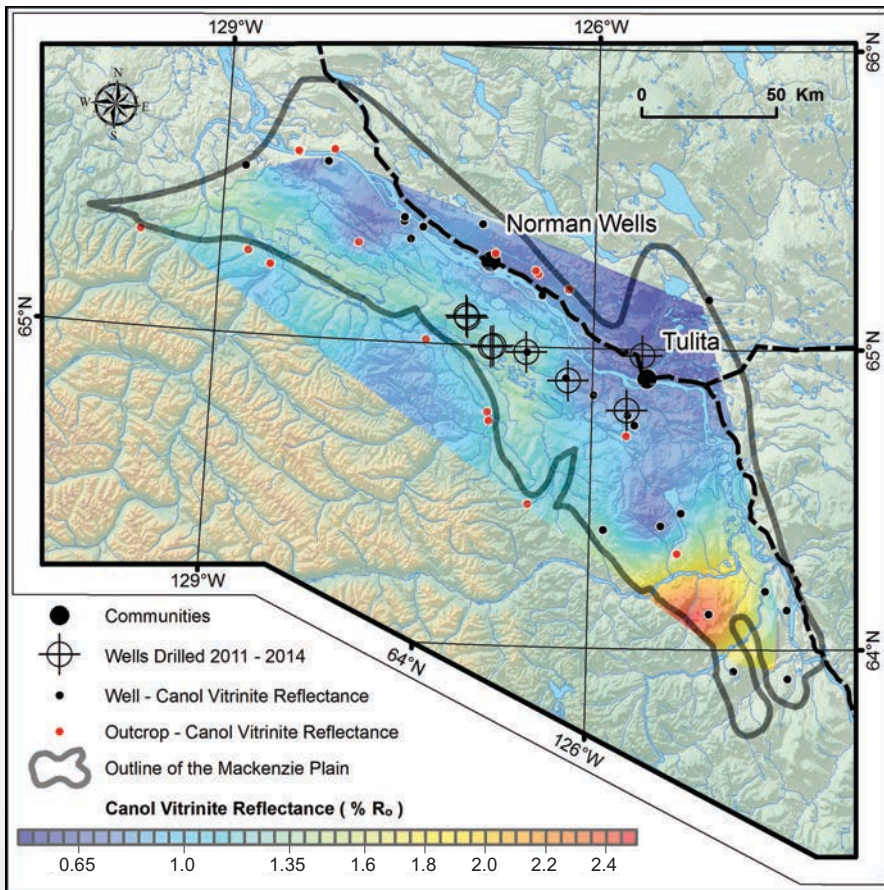 129°W
126°W
66°N
N
W
E
S
0
50 Km
Norman Wells
65°N
65°N
Tulita
129°W
64°N
64°N
126°W
Communities
Wells Drilled 2011 - 2014
Well - Canol Vitrinite Reflectance
Outcrop - Canol Vitrinite Reflectance
Outline of the Mackenzie Plain
Canol Vitrinite Reflectance ( % Ro )
0.65
1.0
1.35
1.6
1.8
2.0
2.2
2.4